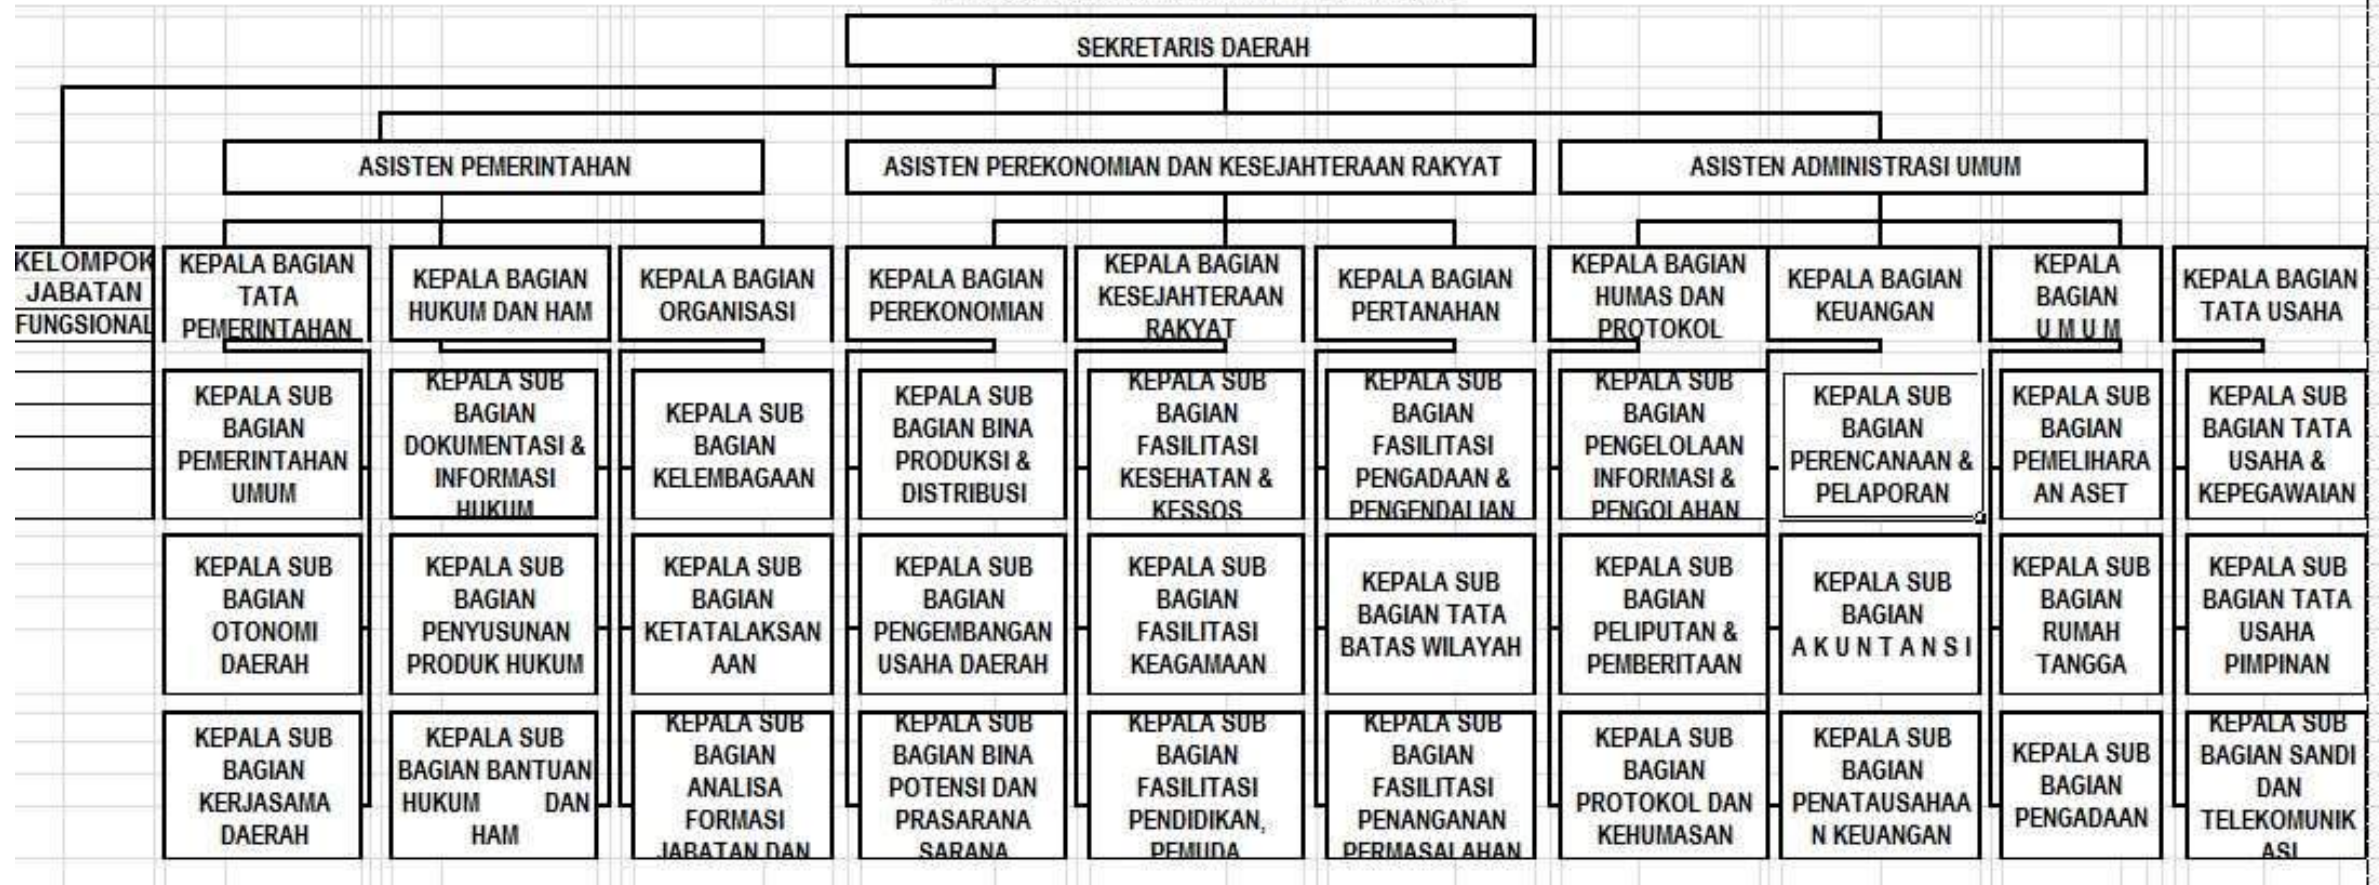 SEKRETARIS DAERAH
ASISTEN PEMERINTAHAN
ASISTEN PEREKONOMIAN DAN KESEJAHTERAAN RAKYAT
ASISTEN ADMINISTRASI UMUM
KELOMPOK
JABATAN
FUNGSIONAL
KEPALA BAGIAN
TATA
PEMERINTAHAN
KEPALA BAGIAN
HUKUM DAN HAM
KEPALA BAGIAN
ORGANISASI
KEPALA BAGIAN
PEREKONOMIAN
KEPALA BAGIAN
KESEJAHTERAAN
RAKYAT
KEPALA BAGIAN
PERTANAHAN
KEPALA BAGIAN
HUMAS DAN
PROTOKOL
KEPALA BAGIAN
KEUANGAN
KEPALA
BAGIAN
U M U M
KEPALA BAGIAN
TATA USAHA
KEPALA SUB
BAGIAN
PEMERINTAHAN
UMUM
KEPALA SUB
BAGIAN
DOKUMENTASI &
INFORMASI
HUKUM
KEPALA SUB
BAGIAN
KELEMBAGAAN
KEPALA SUB
BAGIAN BINA
PRODUKSI &
DISTRIBUSI
KEPALA SUB
BAGIAN
FASILITASI
KESEHATAN &
KESSOS
KEPALA SUB
BAGIAN
FASILITASI
PENGADAAN &
PENGENDALIAN
KEPALA SUB
BAGIAN
PENGELOLAAN
INFORMASI &
PENGOLAHAN
KEPALA SUB
BAGIAN
PERENCANAAN &
PELAPORAN
KEPALA SUB
BAGIAN
PEMELIHARA
AN ASET
KEPALA SUB
BAGIAN TATA
USAHA &
KEPEGAWAIAN
KEPALA SUB
BAGIAN
OTONOMI
DAERAH
KEPALA SUB
BAGIAN
PENYUSUNAN
PRODUK HUKUM
KEPALA SUB
BAGIAN
KETATALAKSAN
AAN
KEPALA SUB
BAGIAN
PENGEMBANGAN
USAHA DAERAH
KEPALA SUB
BAGIAN
FASILITASI
KEAGAMAAN
KEPALA SUB
BAGIAN TATA
BATAS WILAYAH
KEPALA SUB
BAGIAN
PELIPUTAN &
PEMBERITAAN
KEPALA SUB
BAGIAN
A K U N T A N S I
KEPALA SUB
BAGIAN
RUMAH
TANGGA
KEPALA SUB
BAGIAN TATA
USAHA
PIMPINAN
KEPALA SUB
BAGIAN
KERJASAMA
DAERAH
KEPALA SUB
BAGIAN BANTUAN
HUKUM DAN
HAM
KEPALA SUB
BAGIAN
ANALISA
FORMASI
JABATAN DAN
KEPALA SUB
BAGIAN BINA
POTENSI DAN
PRASARANA
SARANA
KEPALA SUB
BAGIAN
FASILITASI
PENDIDIKAN,
PEMUDA
KEPALA SUB
BAGIAN
FASILITASI
PENANGANAN
PERMASALAHAN
KEPALA SUB
BAGIAN
PROTOKOL DAN
KEHUMASAN
KEPALA SUB
BAGIAN
PENATAUSAHAA
N KEUANGAN
KEPALA SUB
BAGIAN
PENGADAAN
KEPALA SUB
BAGIAN SANDI
DAN
TELEKOMUNIK
ASI